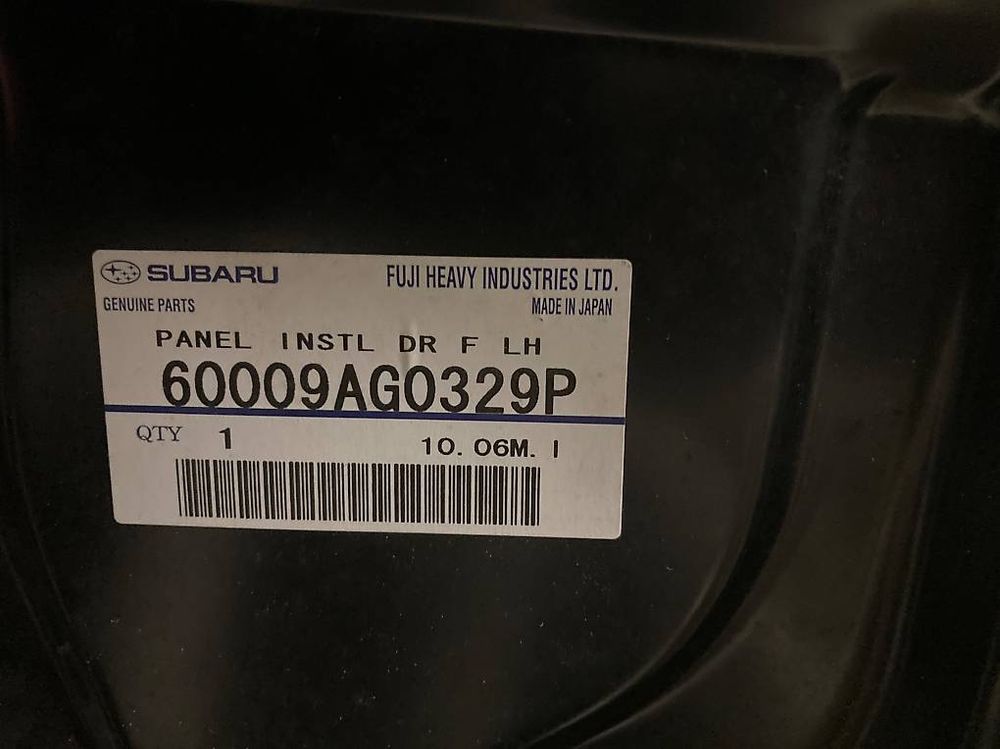 SUBARU FUJI HEAVY INDUSTRIES LTD.
GENUINE PARTS MADE IN JAPAN
PANEL INSTL DR F LH
60009AG0329P
QTY 1 10. 06M. I